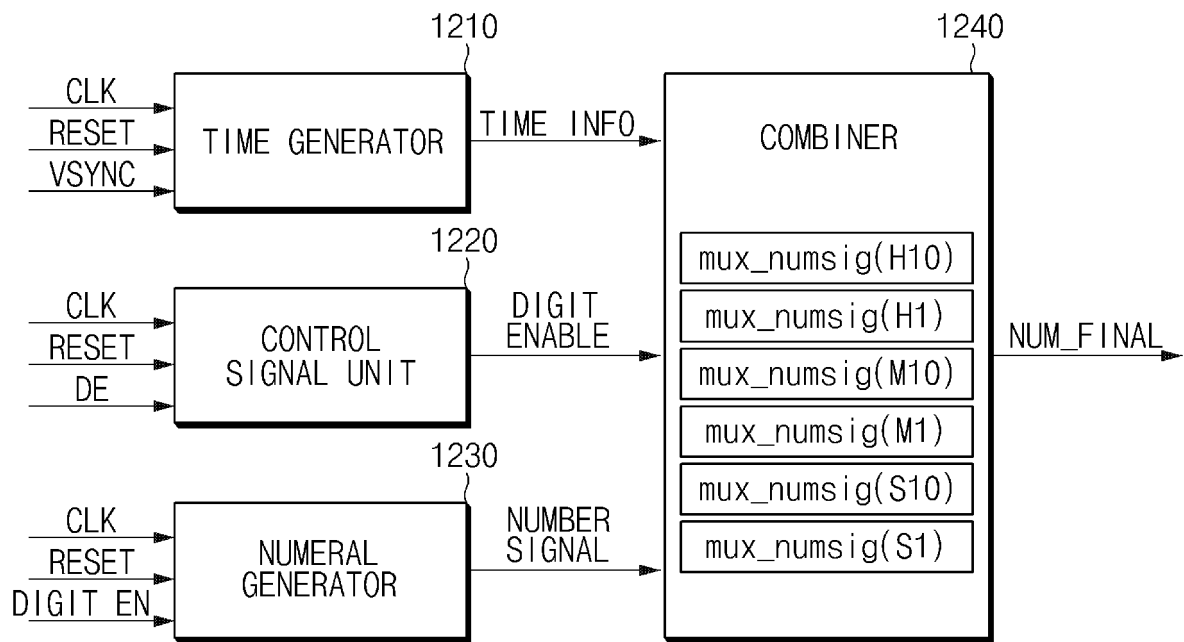 1210
CLK
RESET
VSYNC
TIME GENERATOR
TIME INFO
1220
CLK
RESET
DE
CONTROL
SIGNAL UNIT
DIGIT
ENABLE
1230
CLK
RESET
DIGIT EN
NUMERAL
GENERATOR
NUMBER
SIGNAL
1240
COMBINER
mux_numsig(H10)
mux_numsig(H1)
mux_numsig(M10)
mux_numsig(M1)
mux_numsig(S10)
mux_numsig(S1)
NUM_FINAL